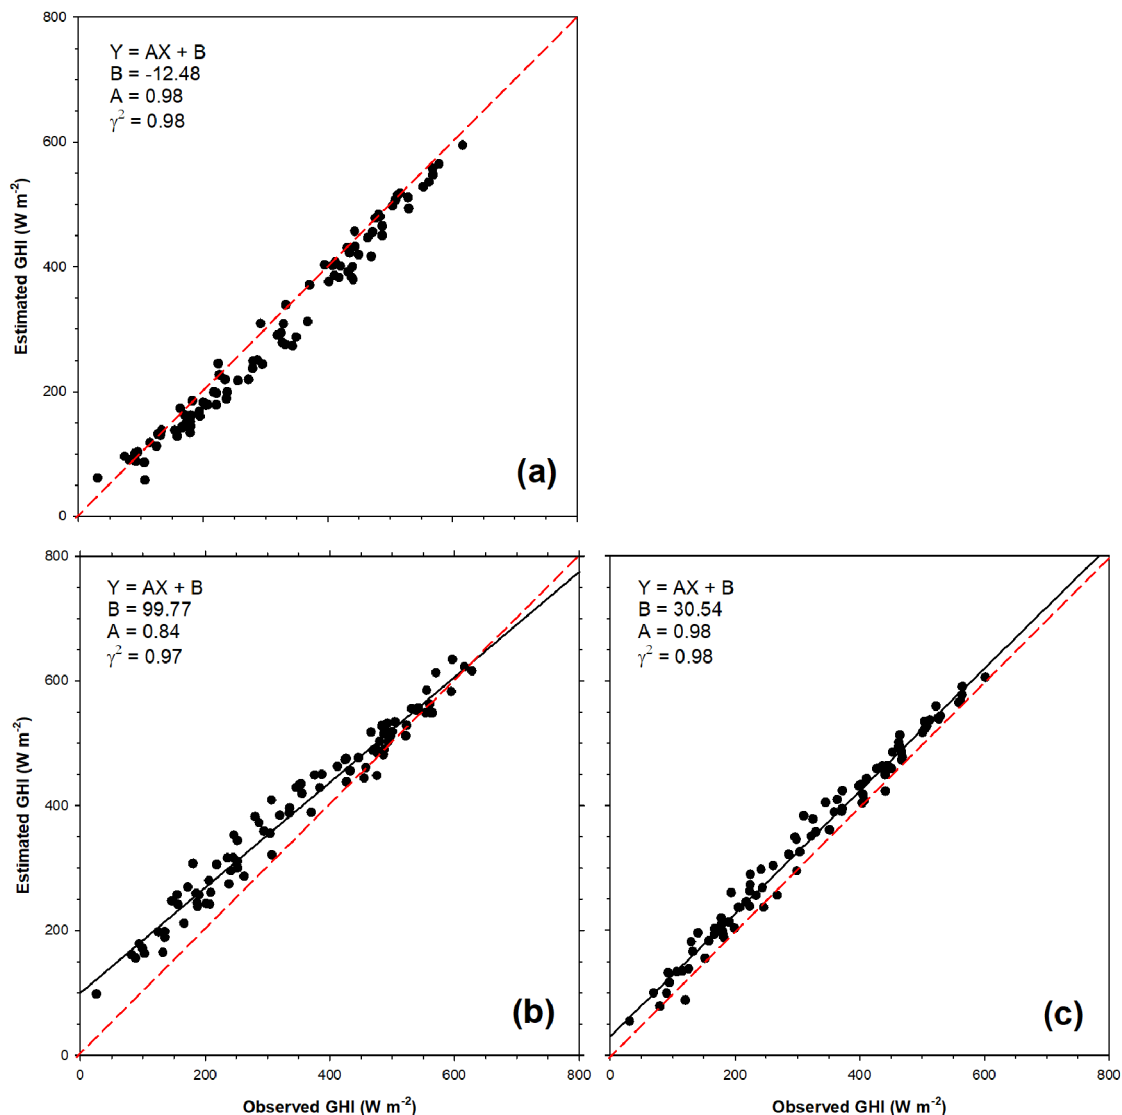 800
600
400
200
0
Estimated GHI (W m⁻²)
Y = AX + B
B = -12.48
A = 0.98
γ² = 0.98
(a)
800
600
400
200
0
Estimated GHI (W m⁻²)
Y = AX + B
B = 99.77
A = 0.84
γ² = 0.97
(b)
0 200 400 600 800
Observed GHI (W m⁻²)
Y = AX + B
B = 30.54
A = 0.98
γ² = 0.98
(c)
0 200 400 600 800
Observed GHI (W m⁻²)